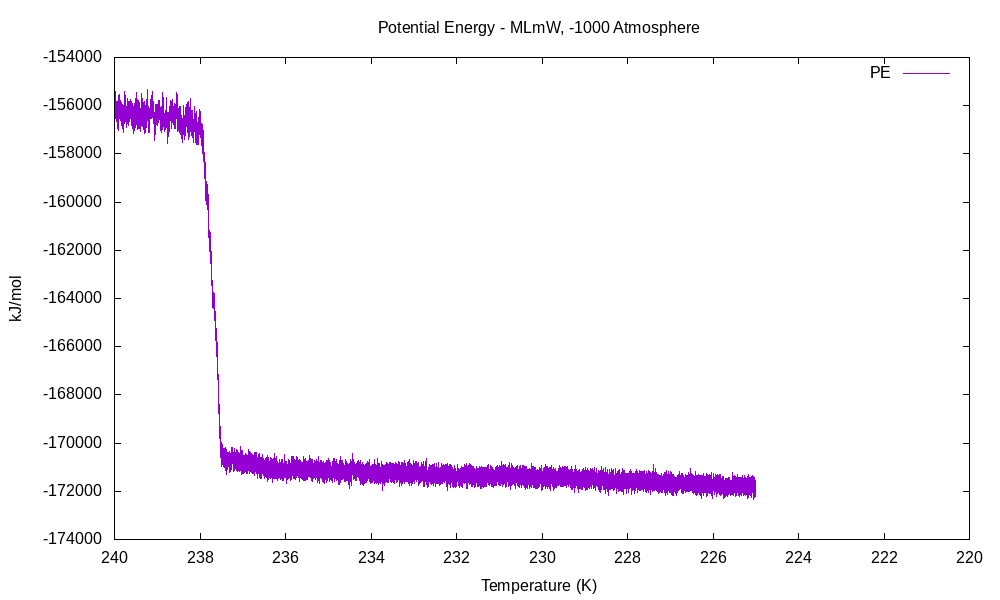 Potential Energy - MLmW, -1000 Atmosphere
-154000
PE
-156000
-158000
-160000
-162000
-164000
-166000
-168000
-170000
-172000
-174000
kJ/mol
240 238 236 234 232 230 228 226 224 222 220
Temperature (K)